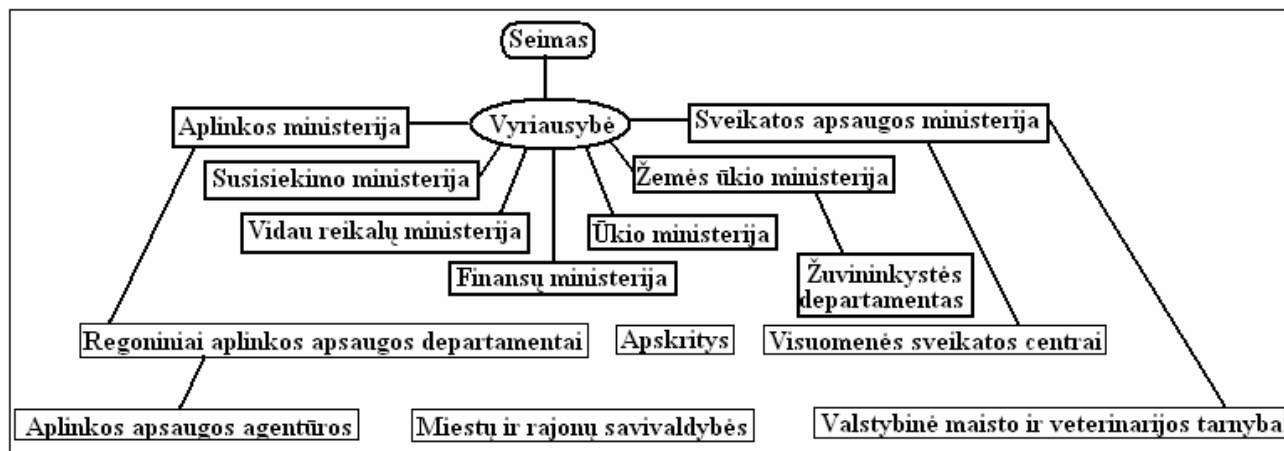 Seimas
Aplinkos ministerija
Vyriausybė
Sveikatos apsaugos ministerija
Susisiekimo ministerija
Žemės ūkio ministerija
Vidau reikalų ministerija
Ūkio ministerija
Finansų ministerija
Žuvininkystės
departamentas
Regoniniai aplinkos apsaugos departamentai
Apskritys
Visuomenės sveikatos centrai
Aplinkos apsaugos agentūros
Miestų ir rajonų savivaldybės
Valstybinė maisto ir veterinarijos tarnyba